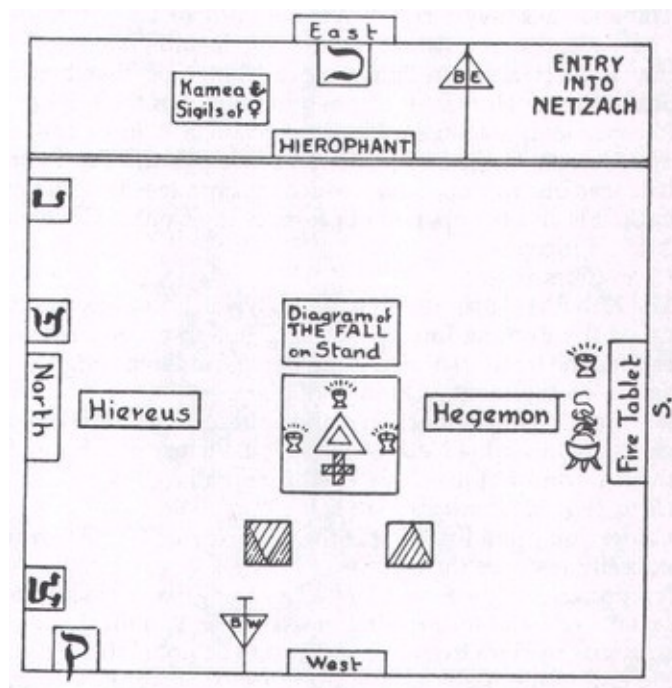 East
כ
B E
ENTRY
INTO
NETZACH
Kamea &
Sigils of ♀
HIEROPHANT
נ
פ
Diagram of
THE FALL
on Stand
North
Hiereus
Hegemon
Fire Tablet
S.
צ
ק
B W
West